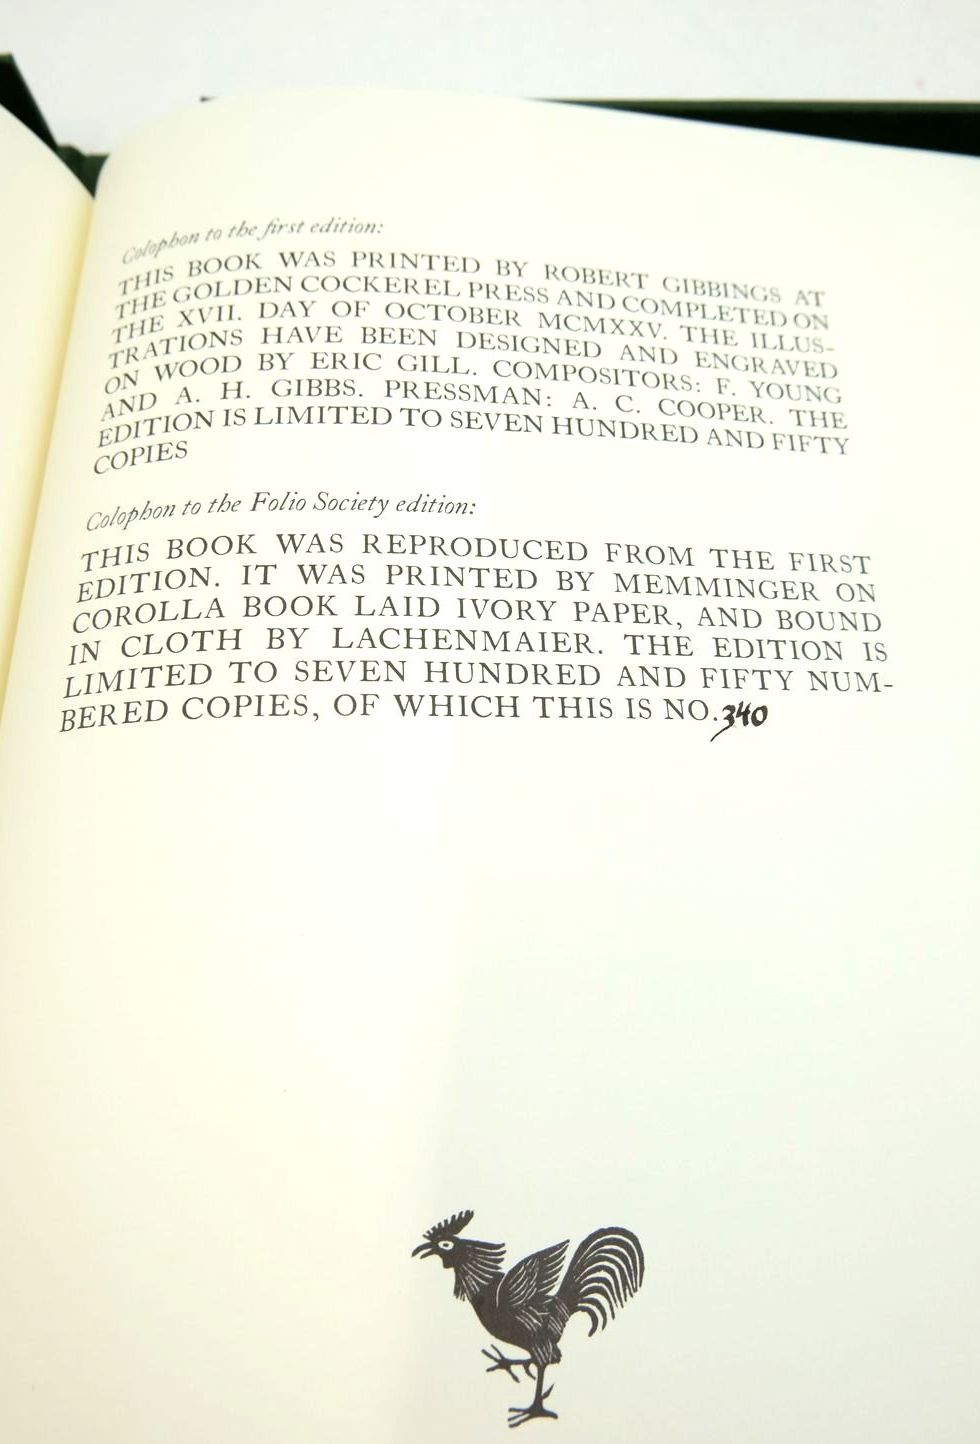 Colophon to the first edition:
THIS BOOK WAS PRINTED BY ROBERT GIBBINGS AT
THE GOLDEN COCKEREL PRESS AND COMPLETED ON
THE XVII. DAY OF OCTOBER MCMXXV. THE ILLUS-
TRATIONS HAVE BEEN DESIGNED AND ENGRAVED
ON WOOD BY ERIC GILL. COMPOSITORS: F. YOUNG
AND A. H. GIBBS. PRESSMAN: A. C. COOPER. THE
EDITION IS LIMITED TO SEVEN HUNDRED AND FIFTY
COPIES
Colophon to the Folio Society edition:
THIS BOOK WAS REPRODUCED FROM THE FIRST
EDITION. IT WAS PRINTED BY MEMMINGER ON
COROLLA BOOK LAID IVORY PAPER, AND BOUND
IN CLOTH BY LACHENMAIER. THE EDITION IS
LIMITED TO SEVEN HUNDRED AND FIFTY NUM-
BERED COPIES, OF WHICH THIS IS NO. 340